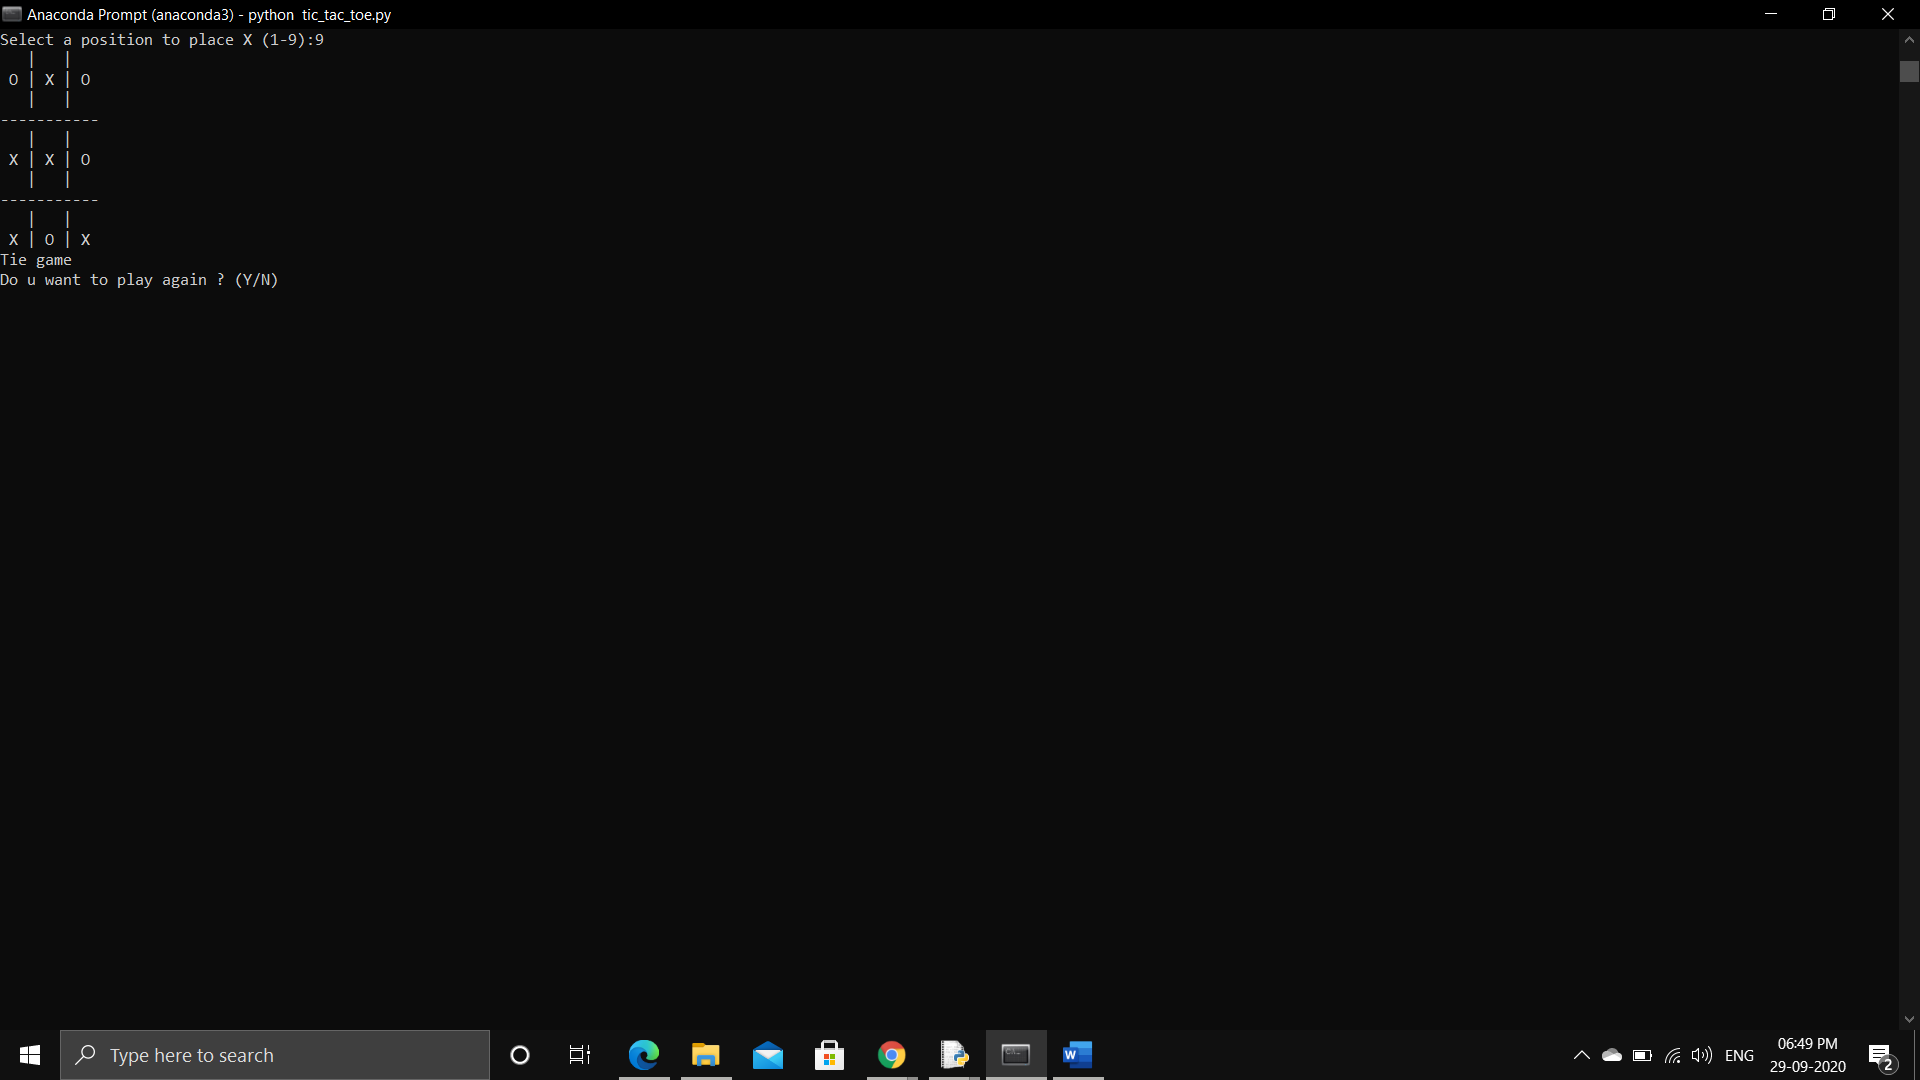 Anaconda Prompt (anaconda3) - python  tic_tac_toe.py
Select a position to place X (1-9):9
   |   |
 O | X | O
   |   |
-----------
   |   |
 X | X | O
   |   |
-----------
   |   |
 X | O | X
Tie game
Do u want to play again ? (Y/N)
Type here to search
W
ENG
06:49 PM
29-09-2020
2